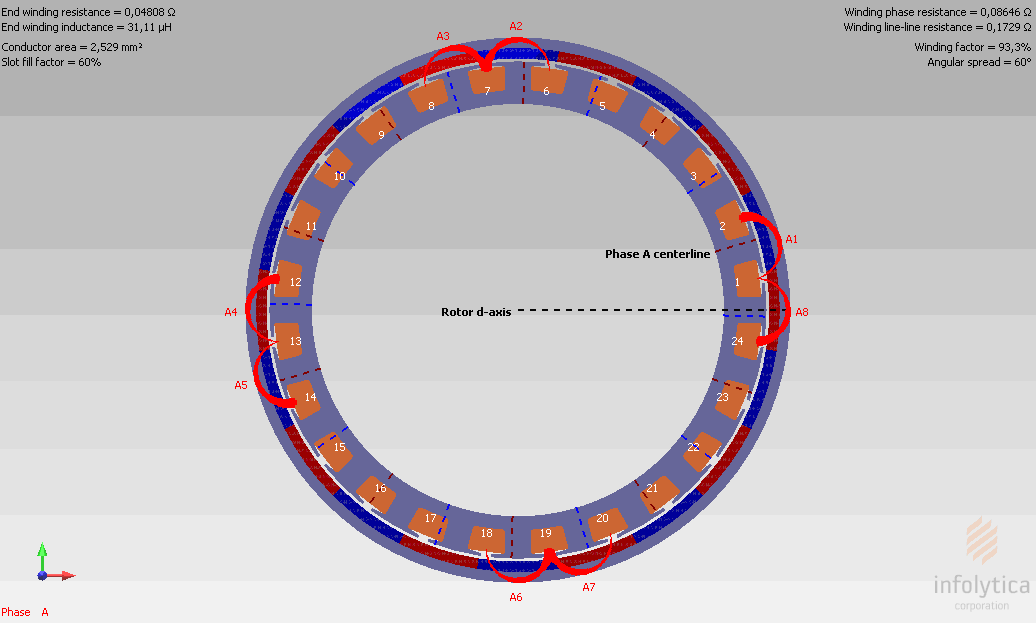 End winding resistance = 0,04808 Ω
End winding inductance = 31,11 µH
Conductor area = 2,529 mm²
Slot fill factor = 60%
Winding phase resistance = 0,08646 Ω
Winding line-line resistance = 0,1729 Ω
Winding factor = 93,3%
Angular spread = 60°
A2
A3
8
7
6
5
9
4
10
3
11
2
A1
Phase A centerline
12
1
A4
Rotor d-axis
A8
13
24
A5
14
23
15
22
16
21
17
20
18
19
A7
A6
infolytica
corporation
Phase A